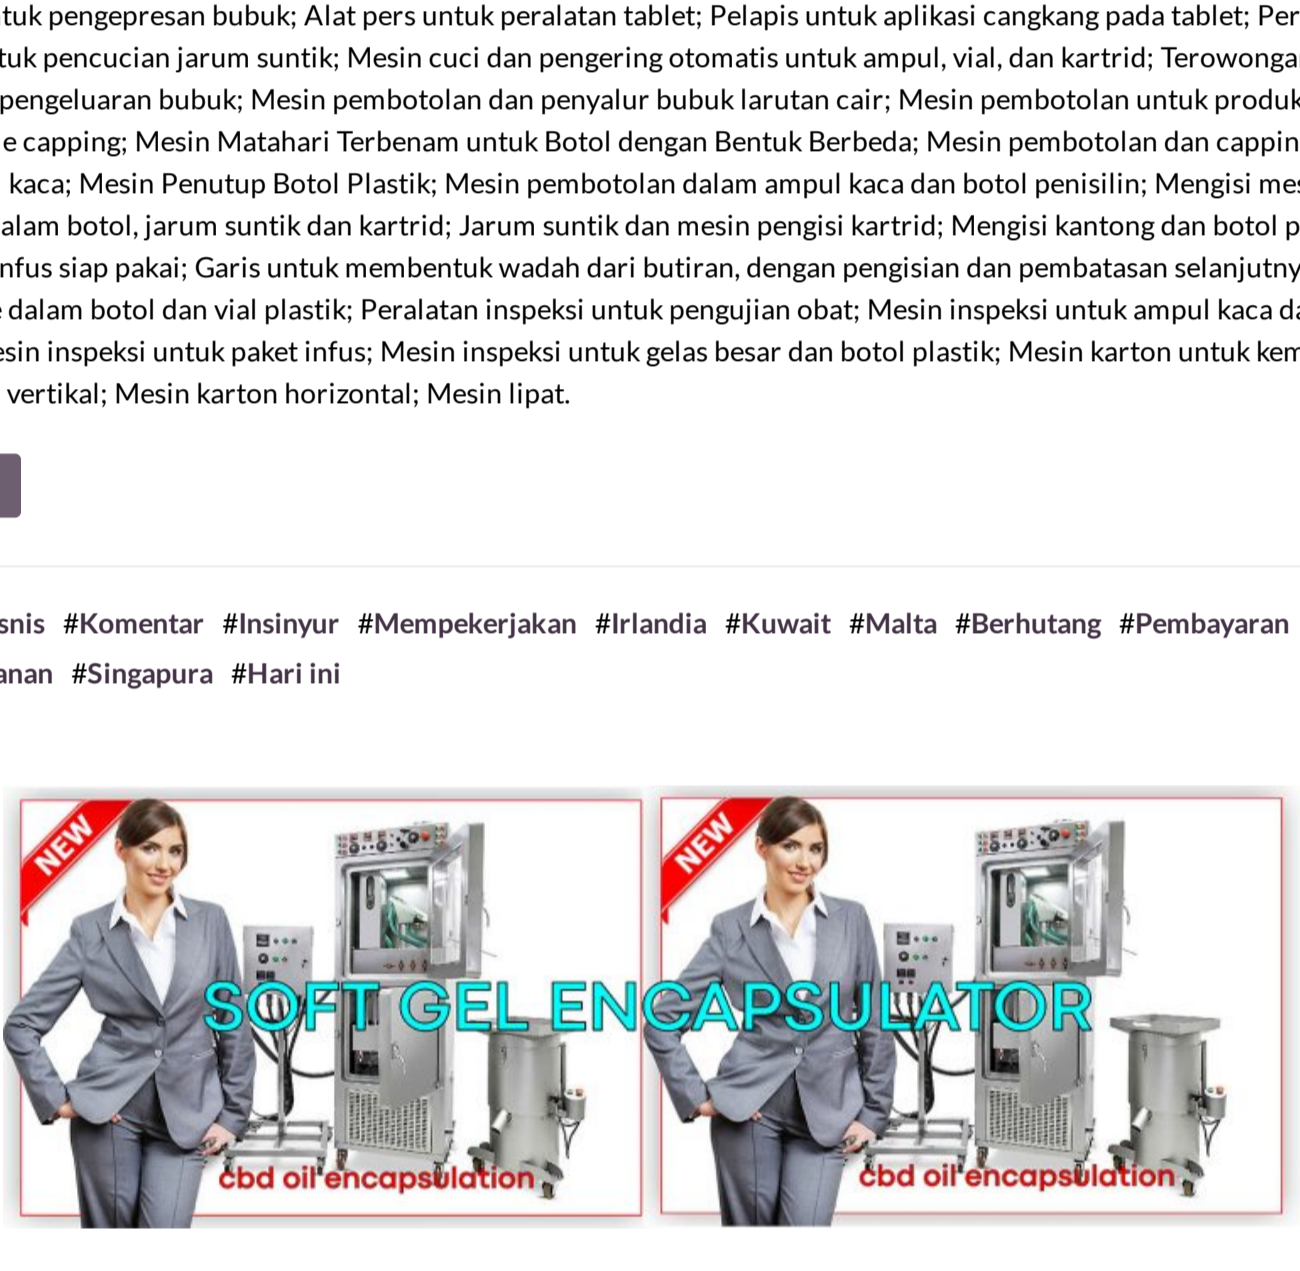 tuk pengepresan bubuk; Alat pers untuk peralatan tablet; Pelapis untuk aplikasi cangkang pada tablet; Per
tuk pencucian jarum suntik; Mesin cuci dan pengering otomatis untuk ampul, vial, dan kartrid; Terowonga
pengeluaran bubuk; Mesin pembotolan dan penyalur bubuk larutan cair; Mesin pembotolan untuk produk
e capping; Mesin Matahari Terbenam untuk Botol dengan Bentuk Berbeda; Mesin pembotolan dan cappin
kaca; Mesin Penutup Botol Plastik; Mesin pembotolan dalam ampul kaca dan botol penisilin; Mengisi mes
alam botol, jarum suntik dan kartrid; Jarum suntik dan mesin pengisi kartrid; Mengisi kantong dan botol p
nfus siap pakai; Garis untuk membentuk wadah dari butiran, dengan pengisian dan pembatasan selanjutny
e dalam botol dan vial plastik; Peralatan inspeksi untuk pengujian obat; Mesin inspeksi untuk ampul kaca da
esin inspeksi untuk paket infus; Mesin inspeksi untuk gelas besar dan botol plastik; Mesin karton untuk kem
vertikal; Mesin karton horizontal; Mesin lipat.
snis #Komentar #Insinyur #Mempekerjakan #Irlandia #Kuwait #Malta #Berhutang #Pembayaran
anan #Singapura #Hari ini
NEW NEW
SOFT GEL ENCAPSULATOR
cbd oil encapsulation cbd oil encapsulation